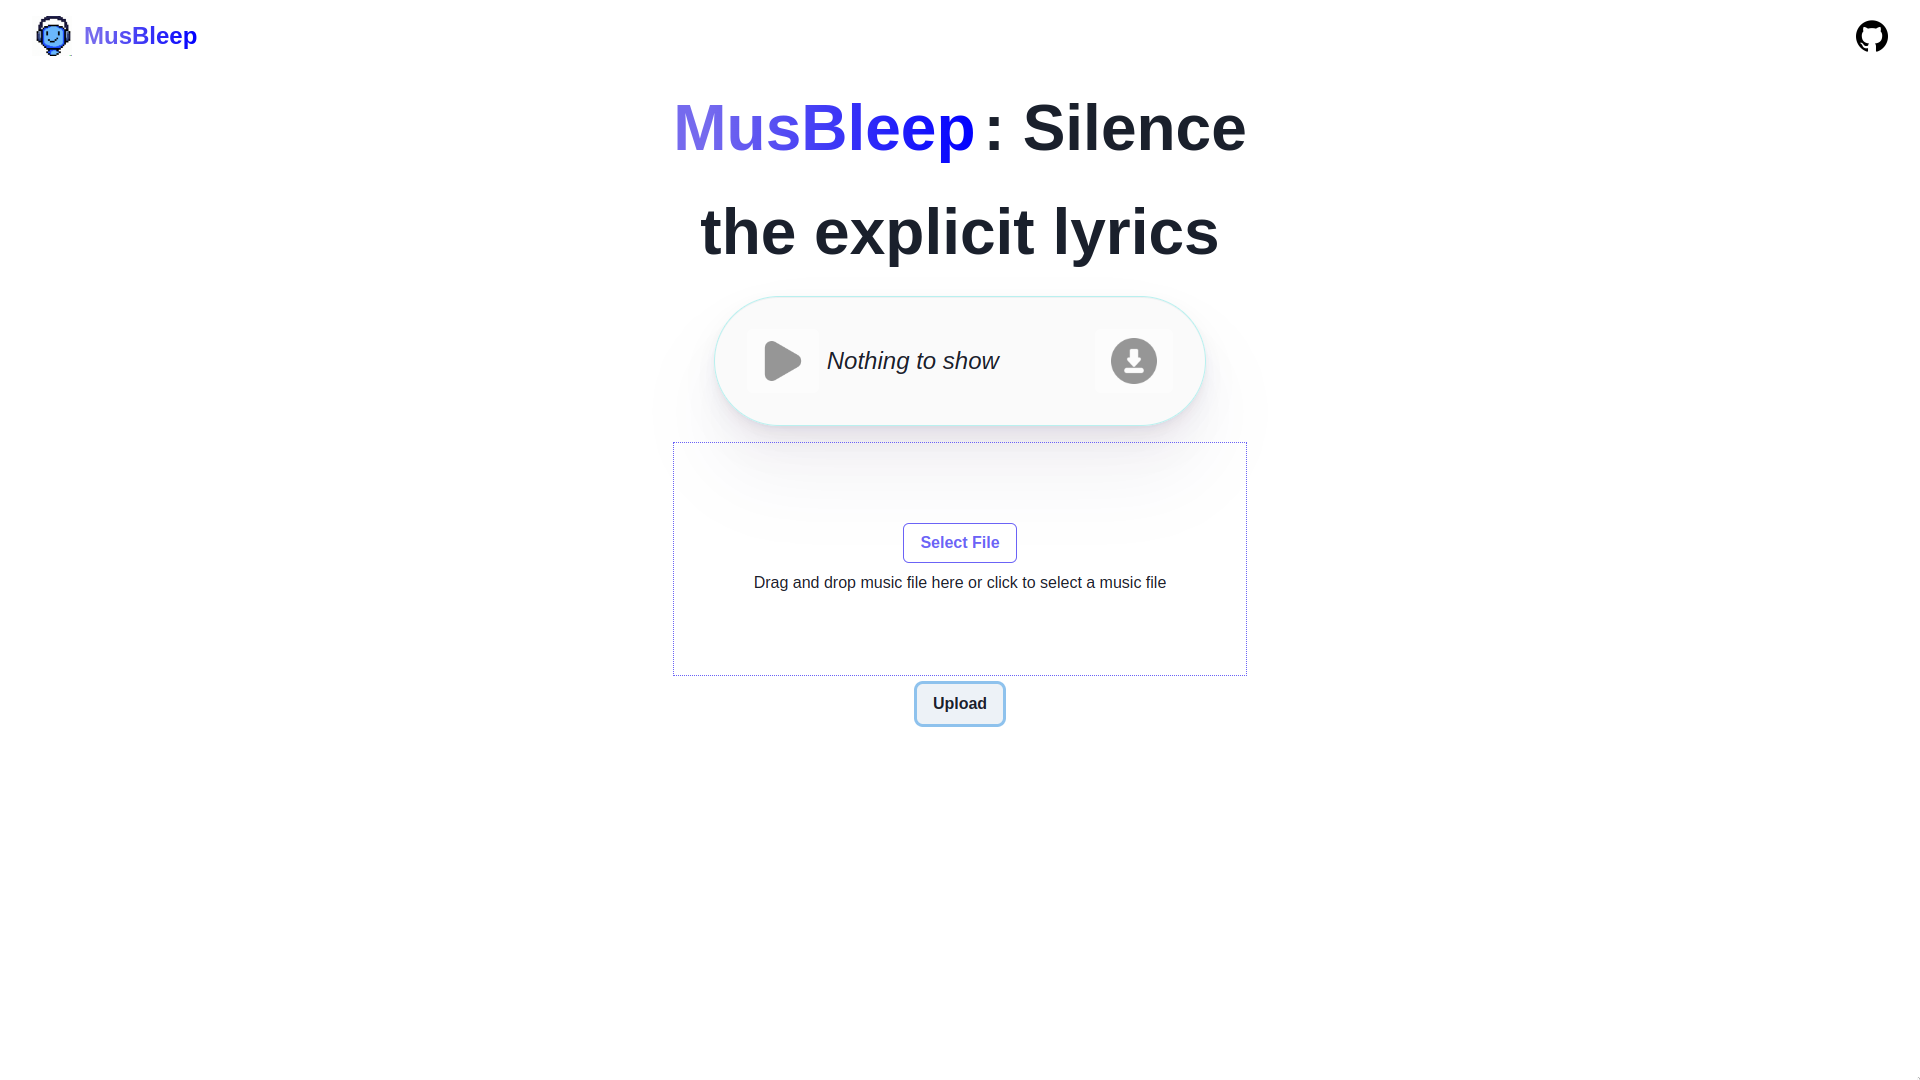 MusBleep
MusBleep: Silence
the explicit lyrics
Nothing to show
Select File
Drag and drop music file here or click to select a music file
Upload